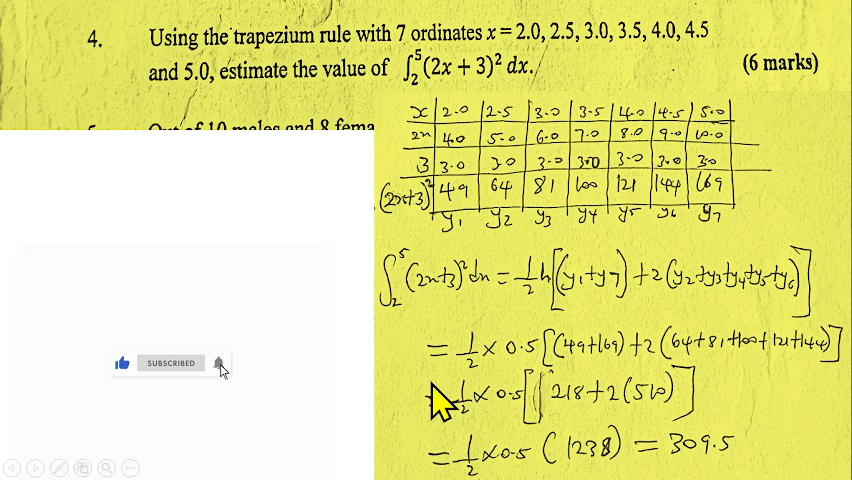 4. Using the trapezium rule with 7 ordinates x = 2.0, 2.5, 3.0, 3.5, 4.0, 4.5
and 5.0, estimate the value of ∫₂⁵(2x + 3)² dx. (6 marks)
of 10 males and 8 fema
x | 2.0 | 2.5 | 3.0 | 3.5 | 4.0 | 4.5 | 5.0
2x | 4.0 | 5.0 | 6.0 | 7.0 | 8.0 | 9.0 | 10.0
3 | 3.0 | 3.0 | 3.0 | 3.0 | 3.0 | 3.0 | 3.0
(2x+3)² | 49 | 64 | 81 | 100 | 121 | 144 | 169
y₁ y₂ y₃ y₄ y₅ y₆ y₇
∫₂⁵(2x+3)²dx = 1/2 h[(y₁+y₇)+2(y₂+y₃+y₄+y₅+y₆)]
= 1/2 × 0.5[(49+169)+2(64+81+100+121+144)]
1/2 × 0.5[218+2(510)]
= 1/2 × 0.5 (1238) = 309.5
SUBSCRIBED